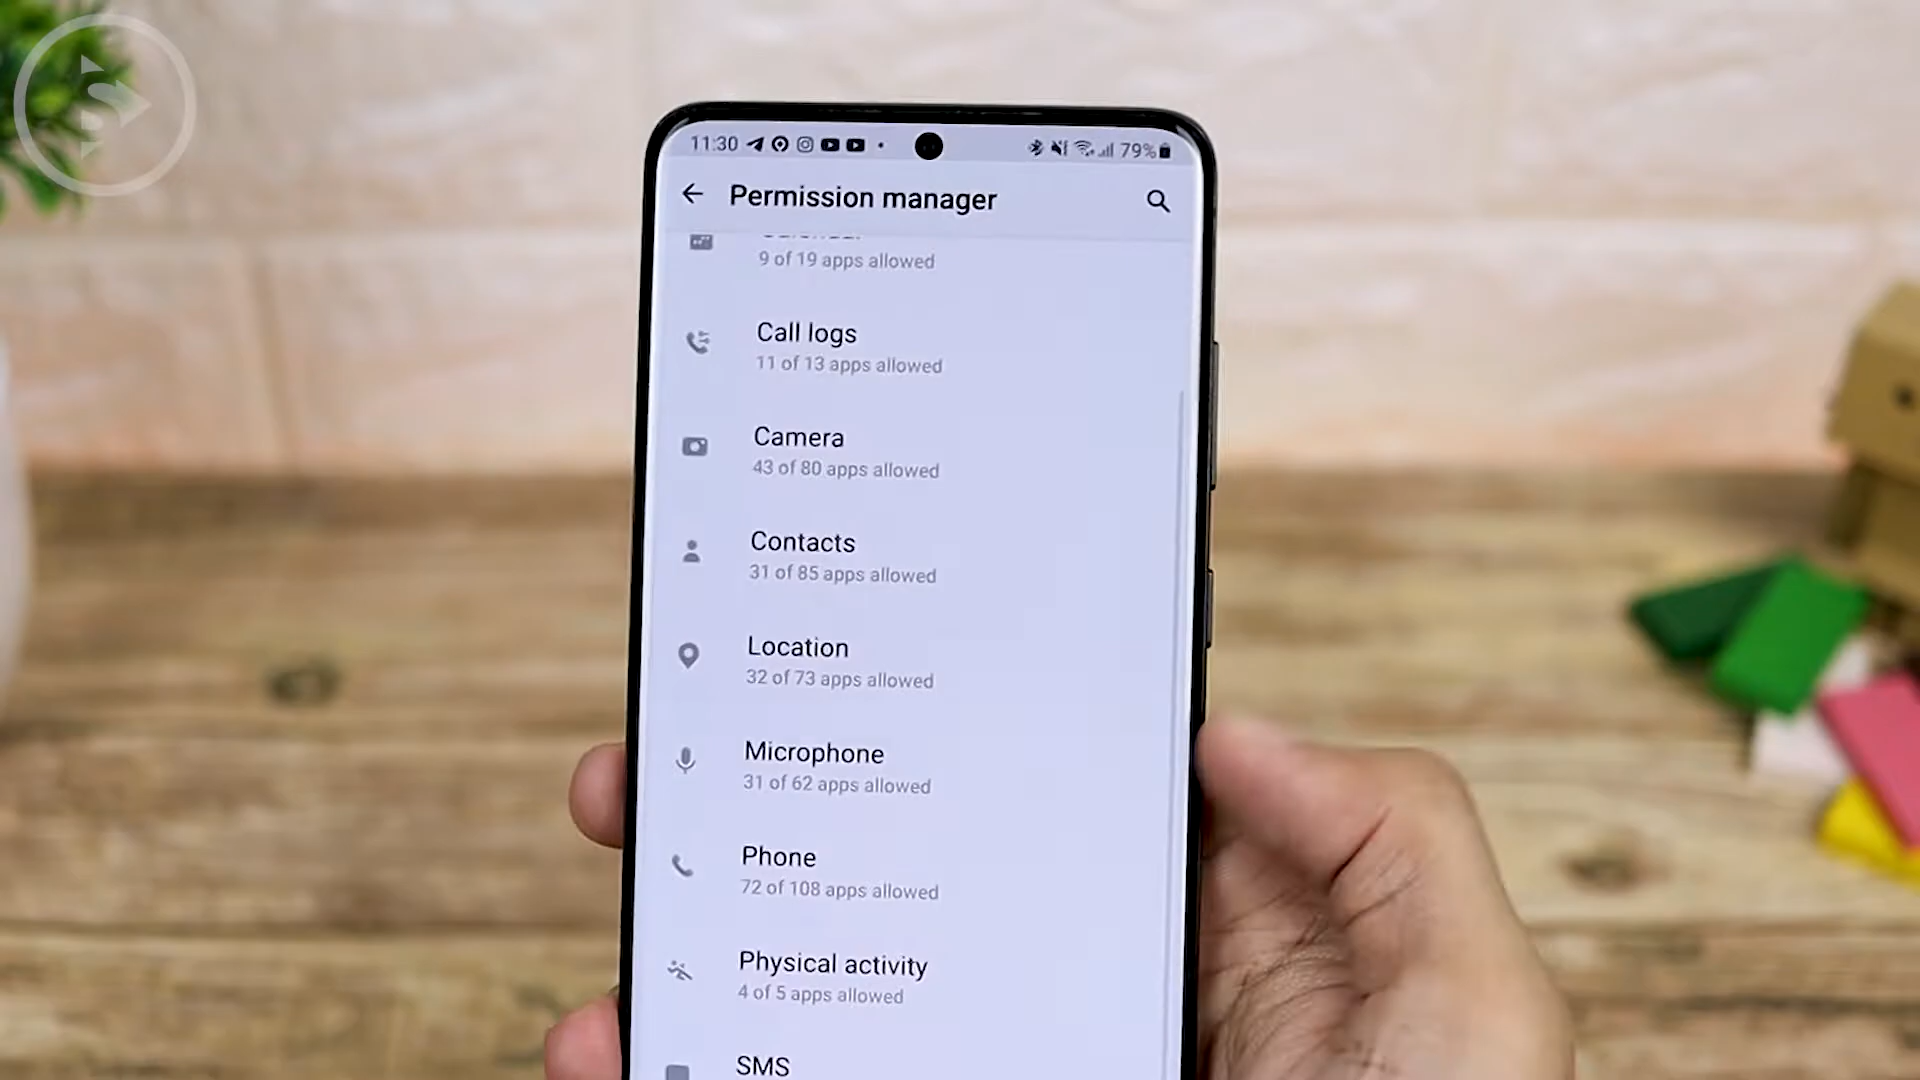 11:30
79%
Permission manager
9 of 19 apps allowed
Call logs
11 of 13 apps allowed
Camera
43 of 80 apps allowed
Contacts
31 of 85 apps allowed
Location
32 of 73 apps allowed
Microphone
31 of 62 apps allowed
Phone
72 of 108 apps allowed
Physical activity
4 of 5 apps allowed
SMS